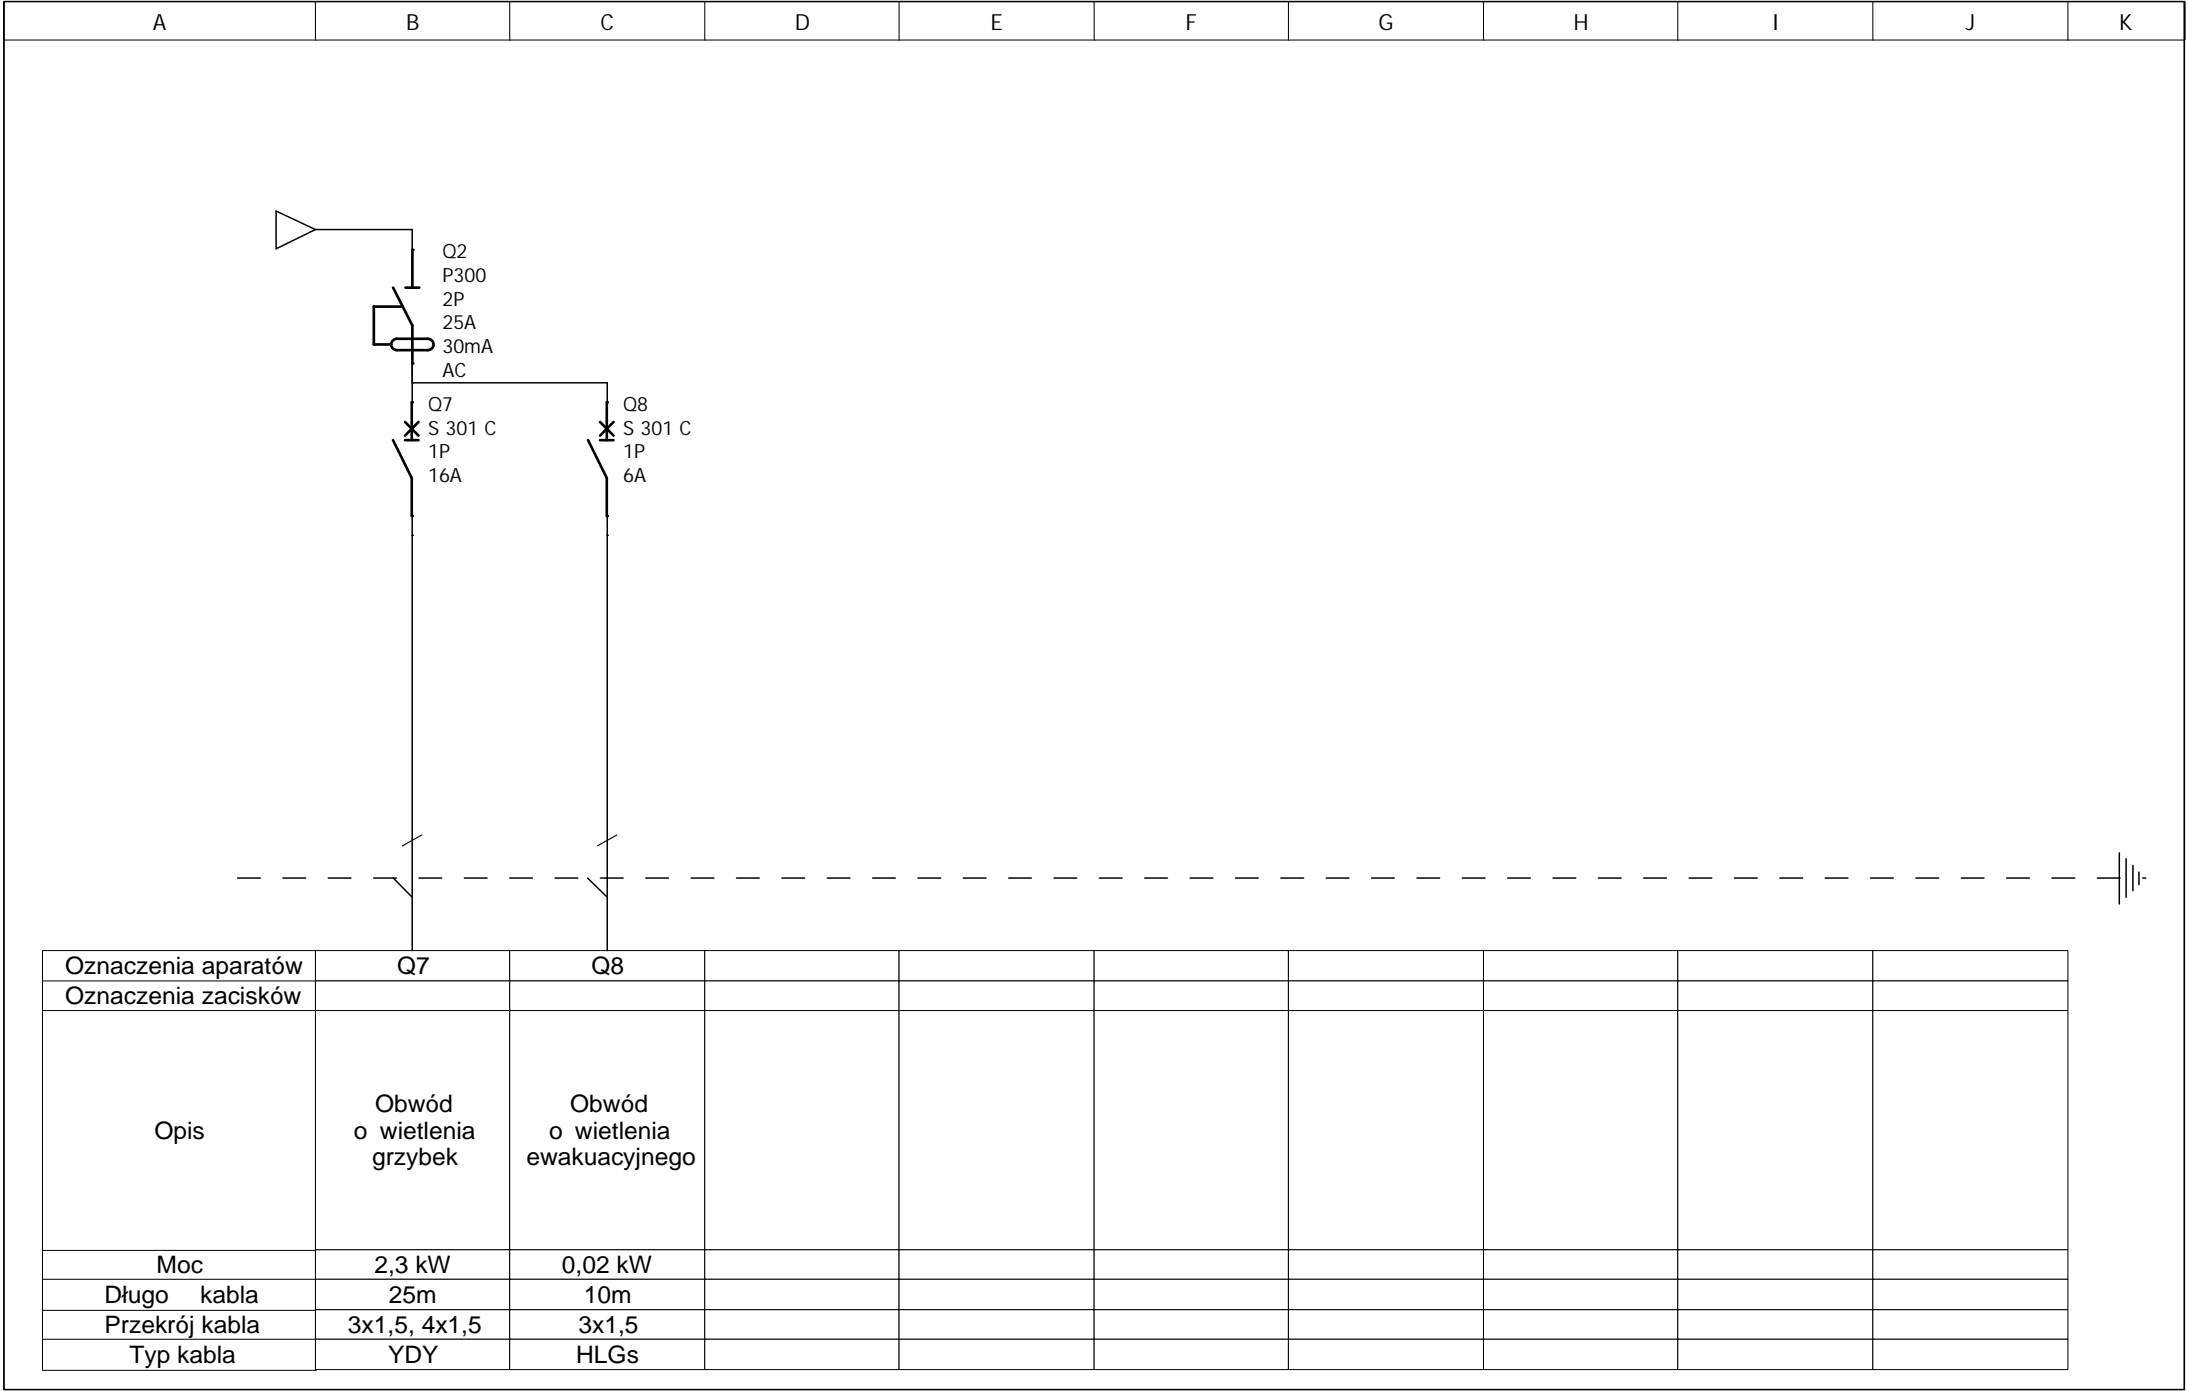 A B C D E F G H I J K
Q2
P300
2P
25A
30mA
AC
Q7
S 301 C
1P
16A
Q8
S 301 C
1P
6A
Oznaczenia aparatów Q7 Q8
Oznaczenia zacisków
Opis
Obwód
o wietlenia
grzybek
Obwód
o wietlenia
ewakuacyjnego
Moc 2,3 kW 0,02 kW
Długo kabla 25m 10m
Przekrój kabla 3x1,5, 4x1,5 3x1,5
Typ kabla YDY HLGs